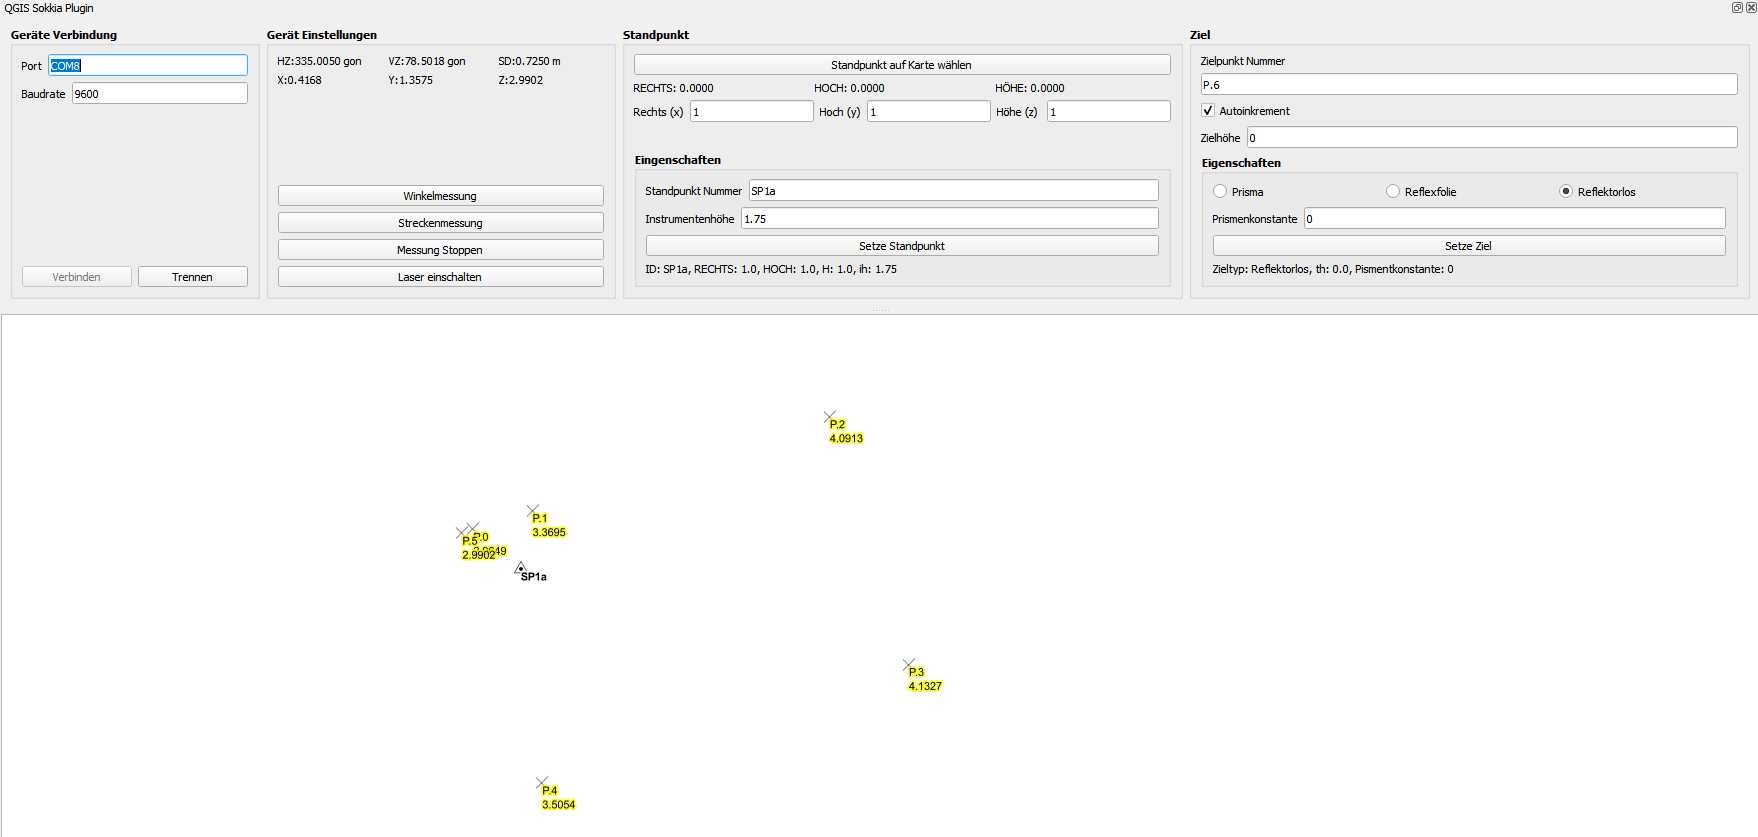 QGIS Sokkia Plugin
Geräte Verbindung
Port COM8
Baudrate 9600
Verbinden Trennen
Gerät Einstellungen
HZ:335.0050 gon VZ:78.5018 gon SD:0.7250 m
X:0.4168 Y:1.3575 Z:2.9902
Winkelmessung
Streckenmessung
Messung Stoppen
Laser einschalten
Standpunkt
Standpunkt auf Karte wählen
RECHTS: 0.0000 HOCH: 0.0000 HÖHE: 0.0000
Rechts (x) 1 Hoch (y) 1 Höhe (z) 1
Eingenschaften
Standpunkt Nummer SP1a
Instrumentenhöhe 1.75
Setze Standpunkt
ID: SP1a, RECHTS: 1.0, HOCH: 1.0, H: 1.0, ih: 1.75
Ziel
Zielpunkt Nummer
P.6
Autoinkrement
Zielhöhe 0
Eigenschaften
Prisma Reflexfolie Reflektorlos
Prismenkonstante 0
Setze Ziel
Zieltyp: Reflektorlos, th: 0.0, Pismentkonstante: 0
P.2
4.0913
P.1
3.3695
P.0
P.5
2.9902
SP1a
P.3
4.1327
P.4
3.5054